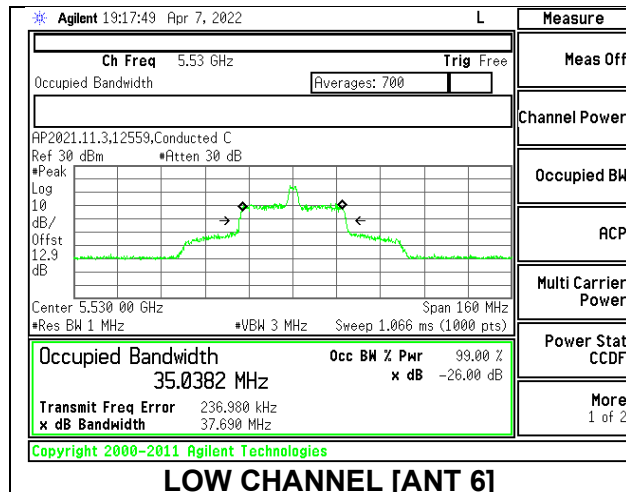 Agilent 19:17:49 Apr 7, 2022 L Measure
Ch Freq 5.53 GHz Trig Free
Meas Off
Occupied Bandwidth Averages: 700
Channel Power
AP2021.11.3,12559,Conducted C
Ref 30 dBm #Atten 30 dB
#Peak
Log
10
dB/
Offst
12.9
dB
Occupied BW
ACP
Multi Carrier
Power
Center 5.530 00 GHz Span 160 MHz
#Res BW 1 MHz #VBW 3 MHz Sweep 1.066 ms (1000 pts)
Power Stat
CCDF
Occupied Bandwidth Occ BW % Pwr 99.00 %
35.0382 MHz x dB -26.00 dB
Transmit Freq Error 236.980 kHz
x dB Bandwidth 37.690 MHz
More
1 of 2
Copyright 2000-2011 Agilent Technologies
LOW CHANNEL [ANT 6]